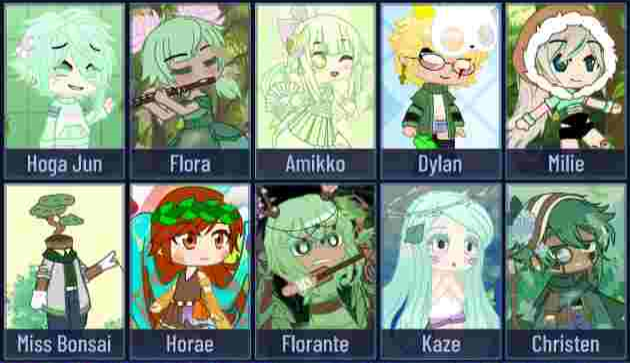 Hoga Jun
Flora
Amikko
Dylan
Milie
Miss Bonsai
Horae
Florante
Kaze
Christen